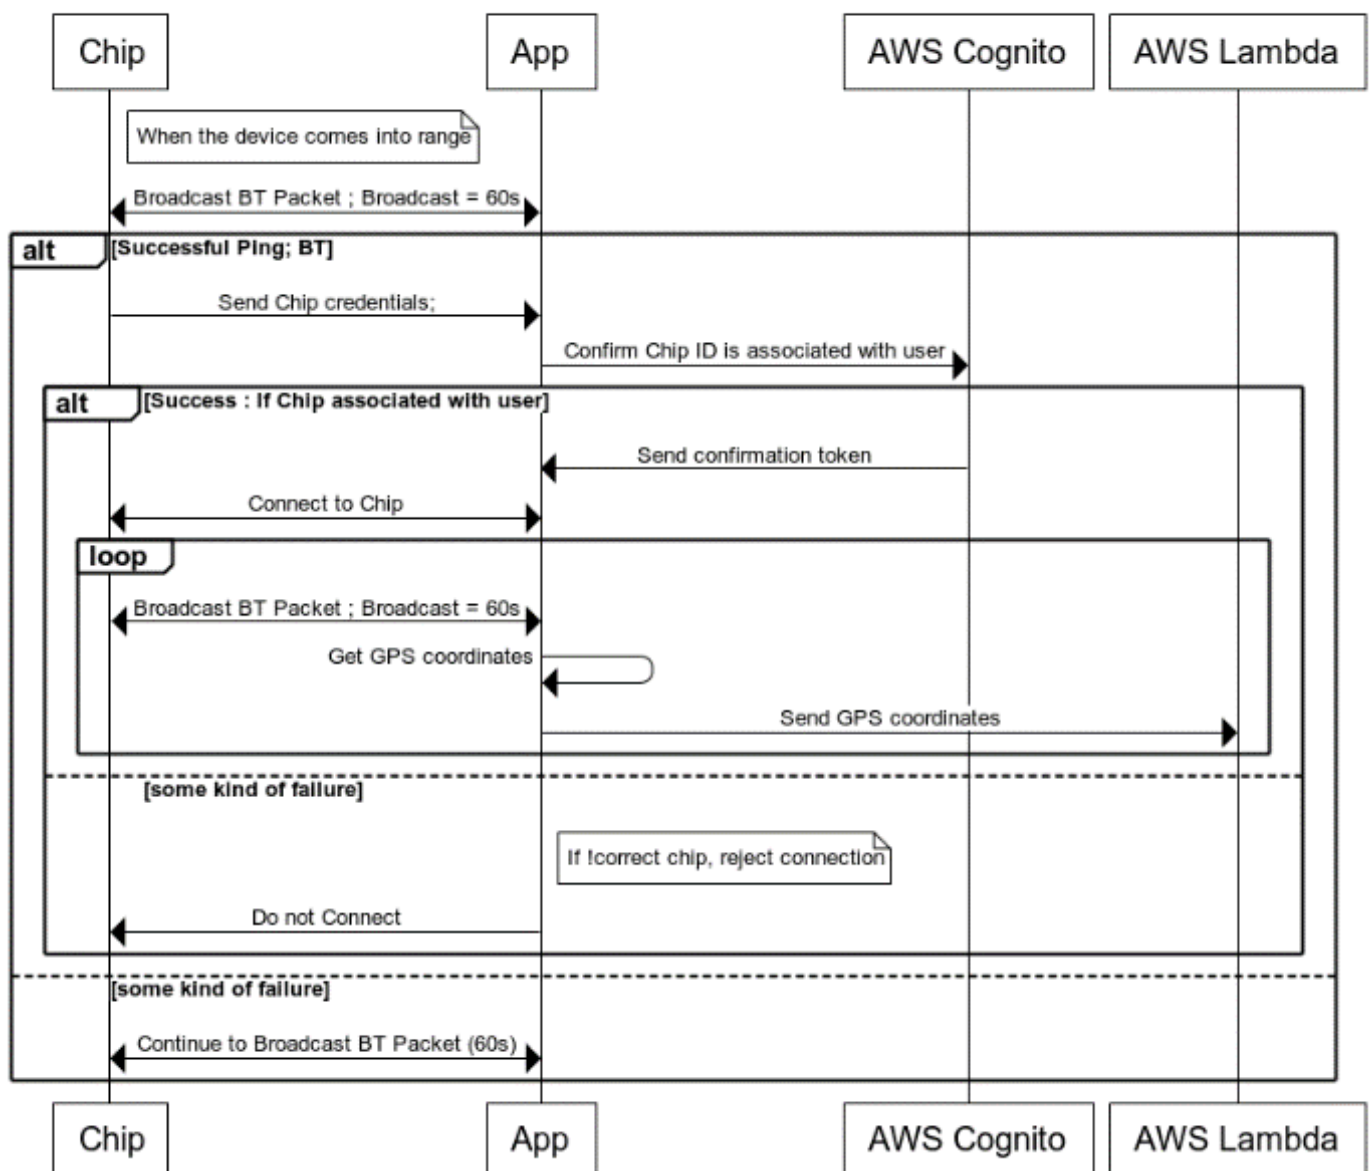 Chip
App
AWS Cognito
AWS Lambda
When the device comes into range
Broadcast BT Packet ; Broadcast = 60s
alt
[Successful Ping; BT]
Send Chip credentials;
Confirm Chip ID is associated with user
alt
[Success : If Chip associated with user]
Send confirmation token
Connect to Chip
loop
Broadcast BT Packet ; Broadcast = 60s
Get GPS coordinates
Send GPS coordinates
[some kind of failure]
If !correct chip, reject connection
Do not Connect
[some kind of failure]
Continue to Broadcast BT Packet (60s)
Chip
App
AWS Cognito
AWS Lambda